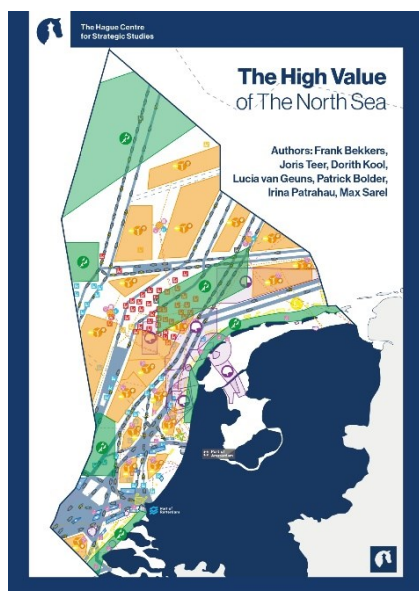 The Hague Centre
for Strategic Studies
The High Value
of The North Sea
Authors: Frank Bekkers,
Joris Teer, Dorith Kool,
Lucia van Geuns, Patrick Bolder,
Irina Patrahau, Max Sarel
Port of
Amsterdam
Port of
Rotterdam